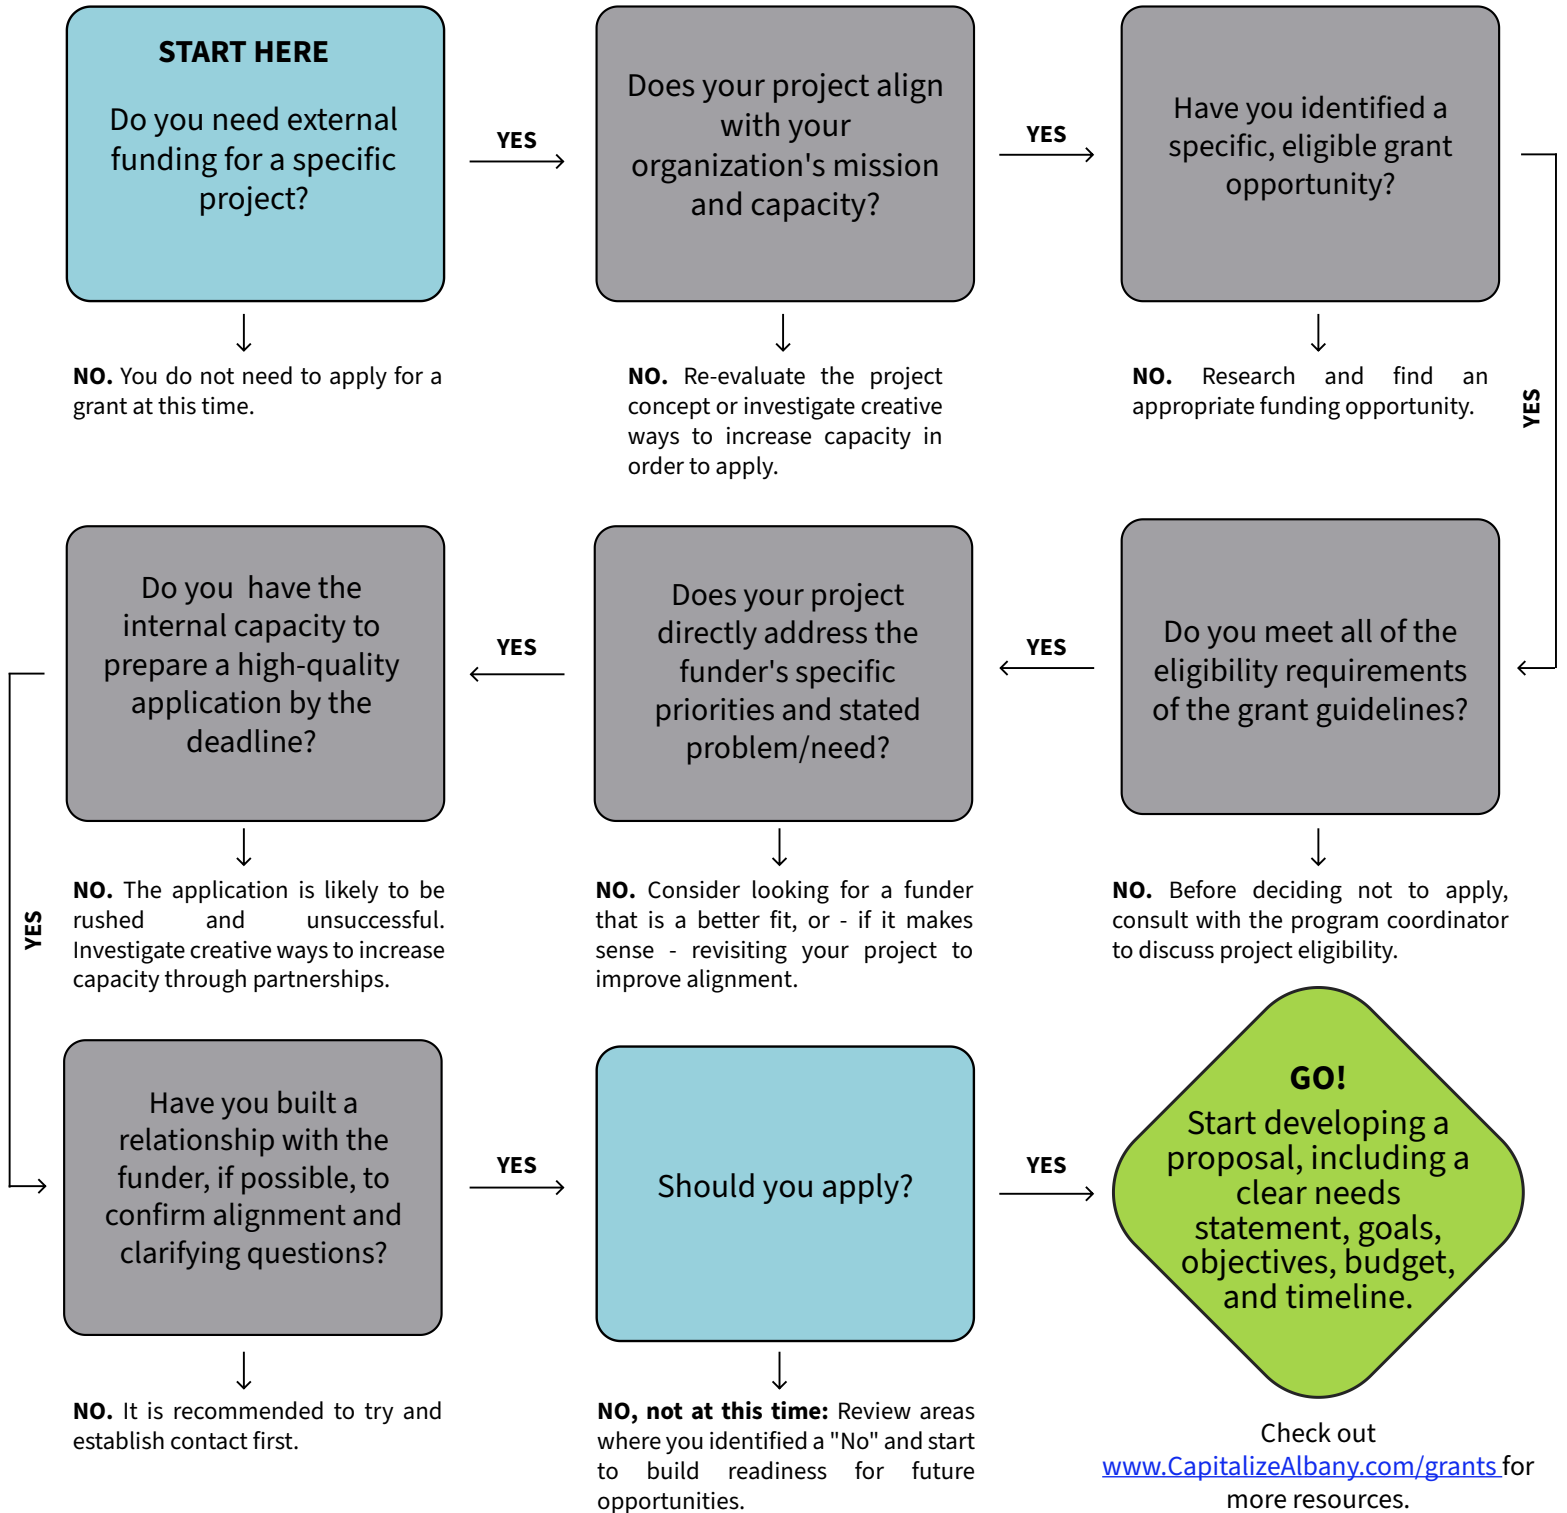 START HERE
Do you need external
funding for a specific
project?
YES
Does your project align
with your
organization's mission
and capacity?
YES
Have you identified a
specific, eligible grant
opportunity?
NO. You do not need to apply for a
grant at this time.
NO. Re-evaluate the project
concept or investigate creative
ways to increase capacity in
order to apply.
NO. Research and find an
appropriate funding opportunity.
YES
Do you meet all of the
eligibility requirements
of the grant guidelines?
YES
Does your project
directly address the
funder's specific
priorities and stated
problem/need?
YES
Do you have the
internal capacity to
prepare a high-quality
application by the
deadline?
NO. Before deciding not to apply,
consult with the program coordinator
to discuss project eligibility.
NO. Consider looking for a funder
that is a better fit, or - if it makes
sense - revisiting your project to
improve alignment.
NO. The application is likely to be
rushed and unsuccessful.
Investigate creative ways to increase
capacity through partnerships.
YES
Have you built a
relationship with the
funder, if possible, to
confirm alignment and
clarifying questions?
YES
Should you apply?
YES
GO!
Start developing a
proposal, including a
clear needs
statement, goals,
objectives, budget,
and timeline.
NO. It is recommended to try and
establish contact first.
NO, not at this time: Review areas
where you identified a "No" and start
to build readiness for future
opportunities.
Check out
www.CapitalizeAlbany.com/grants for
more resources.